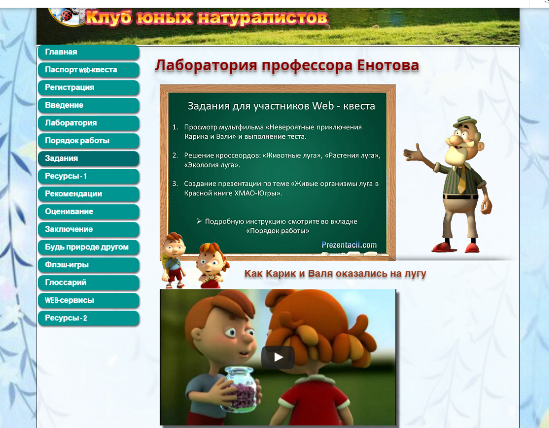 Клуб юных натуралистов
Главная
Паспорт web-квеста
Регистрация
Введение
Лаборатория
Порядок работы
Задания
Ресурсы - 1
Рекомендации
Оценивание
Заключение
Будь природе другом
Флэш-игры
Глоссарий
WEB-сервисы
Ресурсы - 2
Лаборатория профессора Енотова
Задания для участников Web - квеста
1. Просмотр мультфильма «Невероятные приключения
Карика и Вали» и выполнение теста.
2. Решение кроссвордов: «Животные луга», «Растения луга»,
«Экология луга».
3. Создание презентации по теме «Живые организмы луга в
Красной книге ХМАО-Югры».
➢ Подробную инструкцию смотрите во вкладке
«Порядок работы»
Prezentacii.com
Как Карик и Валя оказались на лугу